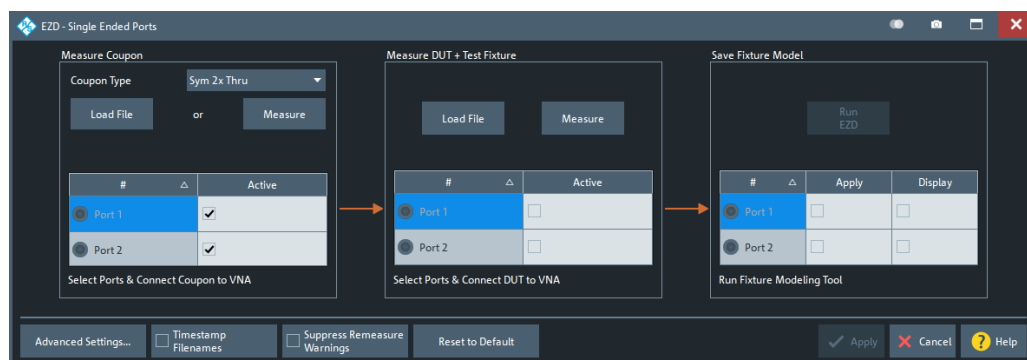 EZD - Single Ended Ports
Measure Coupon
Coupon Type Sym 2x Thru
Load File or Measure
# Active
Port 1
Port 2
Select Ports & Connect Coupon to VNA
Measure DUT + Test Fixture
Load File Measure
# Active
Port 1
Port 2
Select Ports & Connect DUT to VNA
Save Fixture Model
Run
EZD
# Apply Display
Port 1
Port 2
Run Fixture Modeling Tool
Advanced Settings...
Timestamp
Filenames
Suppress Remeasure
Warnings
Reset to Default
Apply
Cancel
? Help